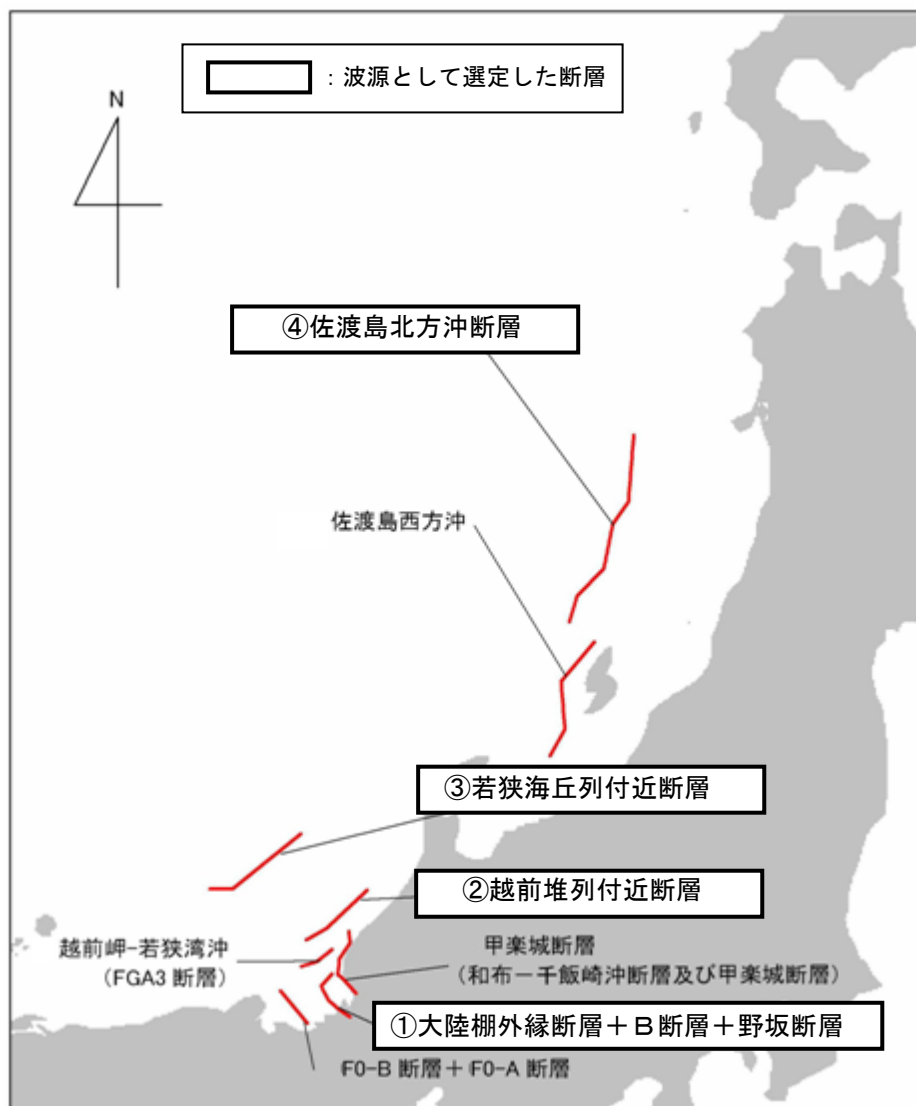 ：波源として選定した断層
N
④佐渡島北方沖断層
佐渡島西方沖
③若狭海丘列付近断層
②越前堆列付近断層
越前岬−若狭湾沖
（FGA3 断層）
甲楽城断層
（和布−干飯崎沖断層及び甲楽城断層）
①大陸棚外縁断層＋Ｂ断層＋野坂断層
F0-B 断層＋F0-A 断層